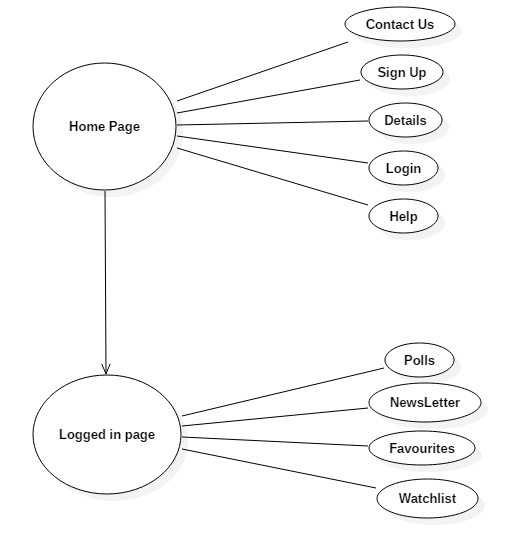 Contact Us
Sign Up
Home Page
Details
Login
Help
Polls
NewsLetter
Logged in page
Favourites
Watchlist